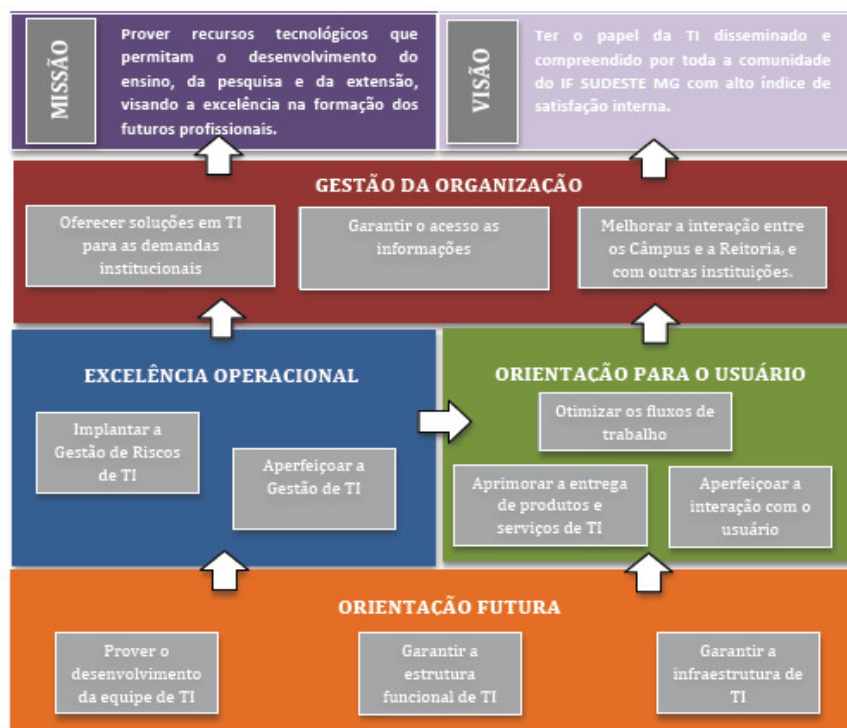 MISSÃO
Prover recursos tecnológicos que
permitam o desenvolvimento do
ensino, da pesquisa e da extensão,
visando a excelência na formação dos
futuros profissionais.
VISÃO
Ter o papel da TI disseminado e
compreendido por toda a comunidade
do IF SUDESTE MG com alto índice de
satisfação interna.
GESTÃO DA ORGANIZAÇÃO
Oferecer soluções em TI
para as demandas
institucionais
Garantir o acesso as
informações
Melhorar a interação entre
os Câmpus e a Reitoria, e
com outras instituições.
EXCELÊNCIA OPERACIONAL
Implantar a
Gestão de Riscos
de TI
Aperfeiçoar a
Gestão de TI
ORIENTAÇÃO PARA O USUÁRIO
Otimizar os fluxos de
trabalho
Aprimorar a entrega
de produtos e
serviços de TI
Aperfeiçoar a
interação com o
usuário
ORIENTAÇÃO FUTURA
Prover o
desenvolvimento
da equipe de TI
Garantir a
estrutura
funcional de TI
Garantir a
infraestrutura de
TI